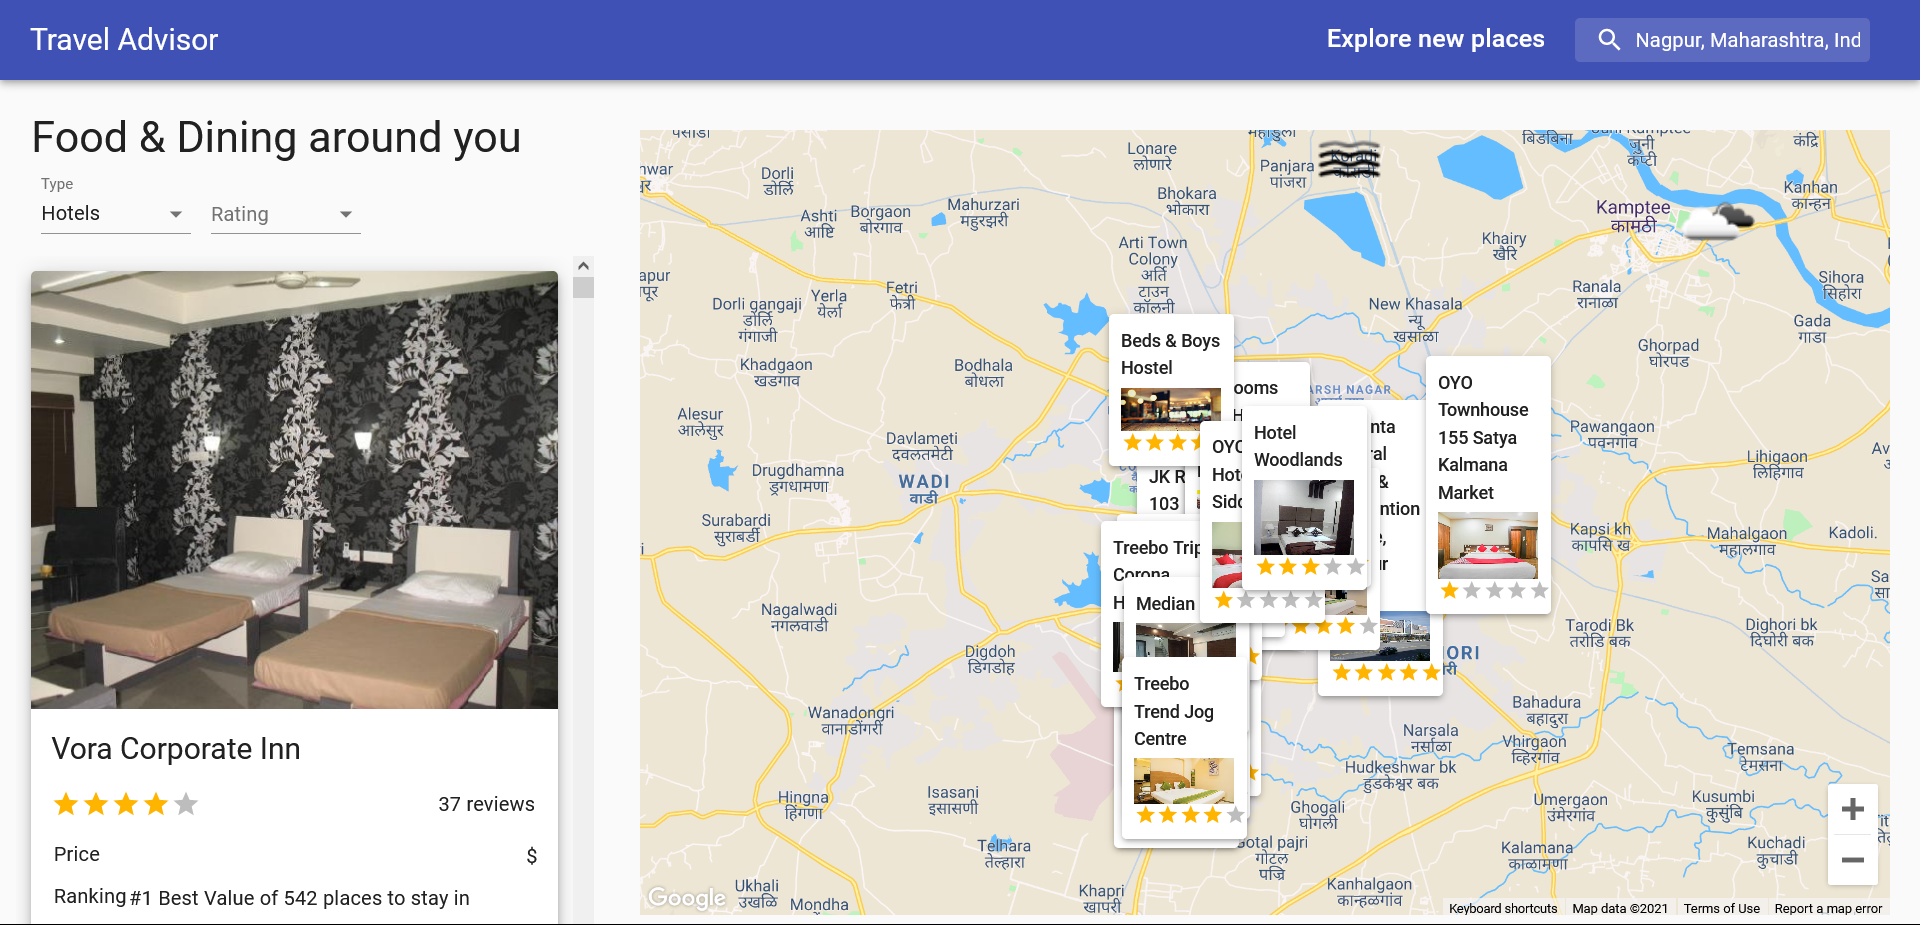 Travel Advisor
Explore new places
Nagpur, Maharashtra, Ind
Food & Dining around you
Type
Hotels
Rating
Vora Corporate Inn
37 reviews
Price
$
Ranking
#1 Best Value of 542 places to stay in
Lonare
लोणारे
Panjara
पांजरा
बिडबिना
जुनी
कंद्रि
Dorli
डोर्लि
Bhokara
भोकारा
Kanhan
कान्हन
Kamptee
कामठी
Ashti
आष्टि
Borgaon
बोरगाव
Mahurzari
महुरझरी
Arti Town
Colony
अर्ति
टाउन
कॉलनी
Khairy
खैरी
Sihora
सिहोरा
Fetri
फेत्री
Yerla
येर्ला
Dorli gangaji
डोर्लि
गंगाजी
Ranala
रानाळा
New Khasala
न्यू
खसाळा
Gada
गाडा
Ghorpad
घोरपड
Khadgaon
खडगाव
Bodhala
बोधला
Beds & Boys
Hostel
ooms
ARSH NAGAR
OYO
Townhouse
155 Satya
Kalmana
Market
Alesur
आलेसुर
Davlameti
दवलतमेटी
Hotel
Woodlands
Pawangaon
पवनगांव
Lihigaon
लिहिगाव
Drugdhamna
ड्रगधामणा
WADI
वाडी
JK R
103
nta
ral
&
ntion
Surabardi
सुराबर्डी
Kapsi kh
कापसि ख
Mahalgaon
महालगाव
Kadoli.
Treebo Trip
Corona
Median
Nagalwadi
नगलवाडी
Tarodi Bk
तरोडि बक
Dighori bk
दिघोरी बक
Digdoh
डिगडोह
ORI
री
Treebo
Trend Jog
Centre
Wanadongri
वानाडोंगरी
Bahadura
बहादुरा
Narsala
नर्साळा
Vhirgaon
व्हिरगांव
Temsana
टेमसना
Hudkeshwar bk
हुडकेश्वर बक
Isasani
इसासणी
Hingna
हिंगणा
Ghogali
घोगली
Umergaon
उमेरगांव
Kusumbi
कुसुंबि
Telhara
तेल्हारा
Gotal pajri
गोटल
पज्रि
Kalamana
काळामणा
Kuchadi
कुचाडी
Ukhali
उखळि
Mondha
Khapri
खापरी
Kanhalgaon
कान्हळगांव
Google
Keyboard shortcuts
Map data ©2021
Terms of Use
Report a map error